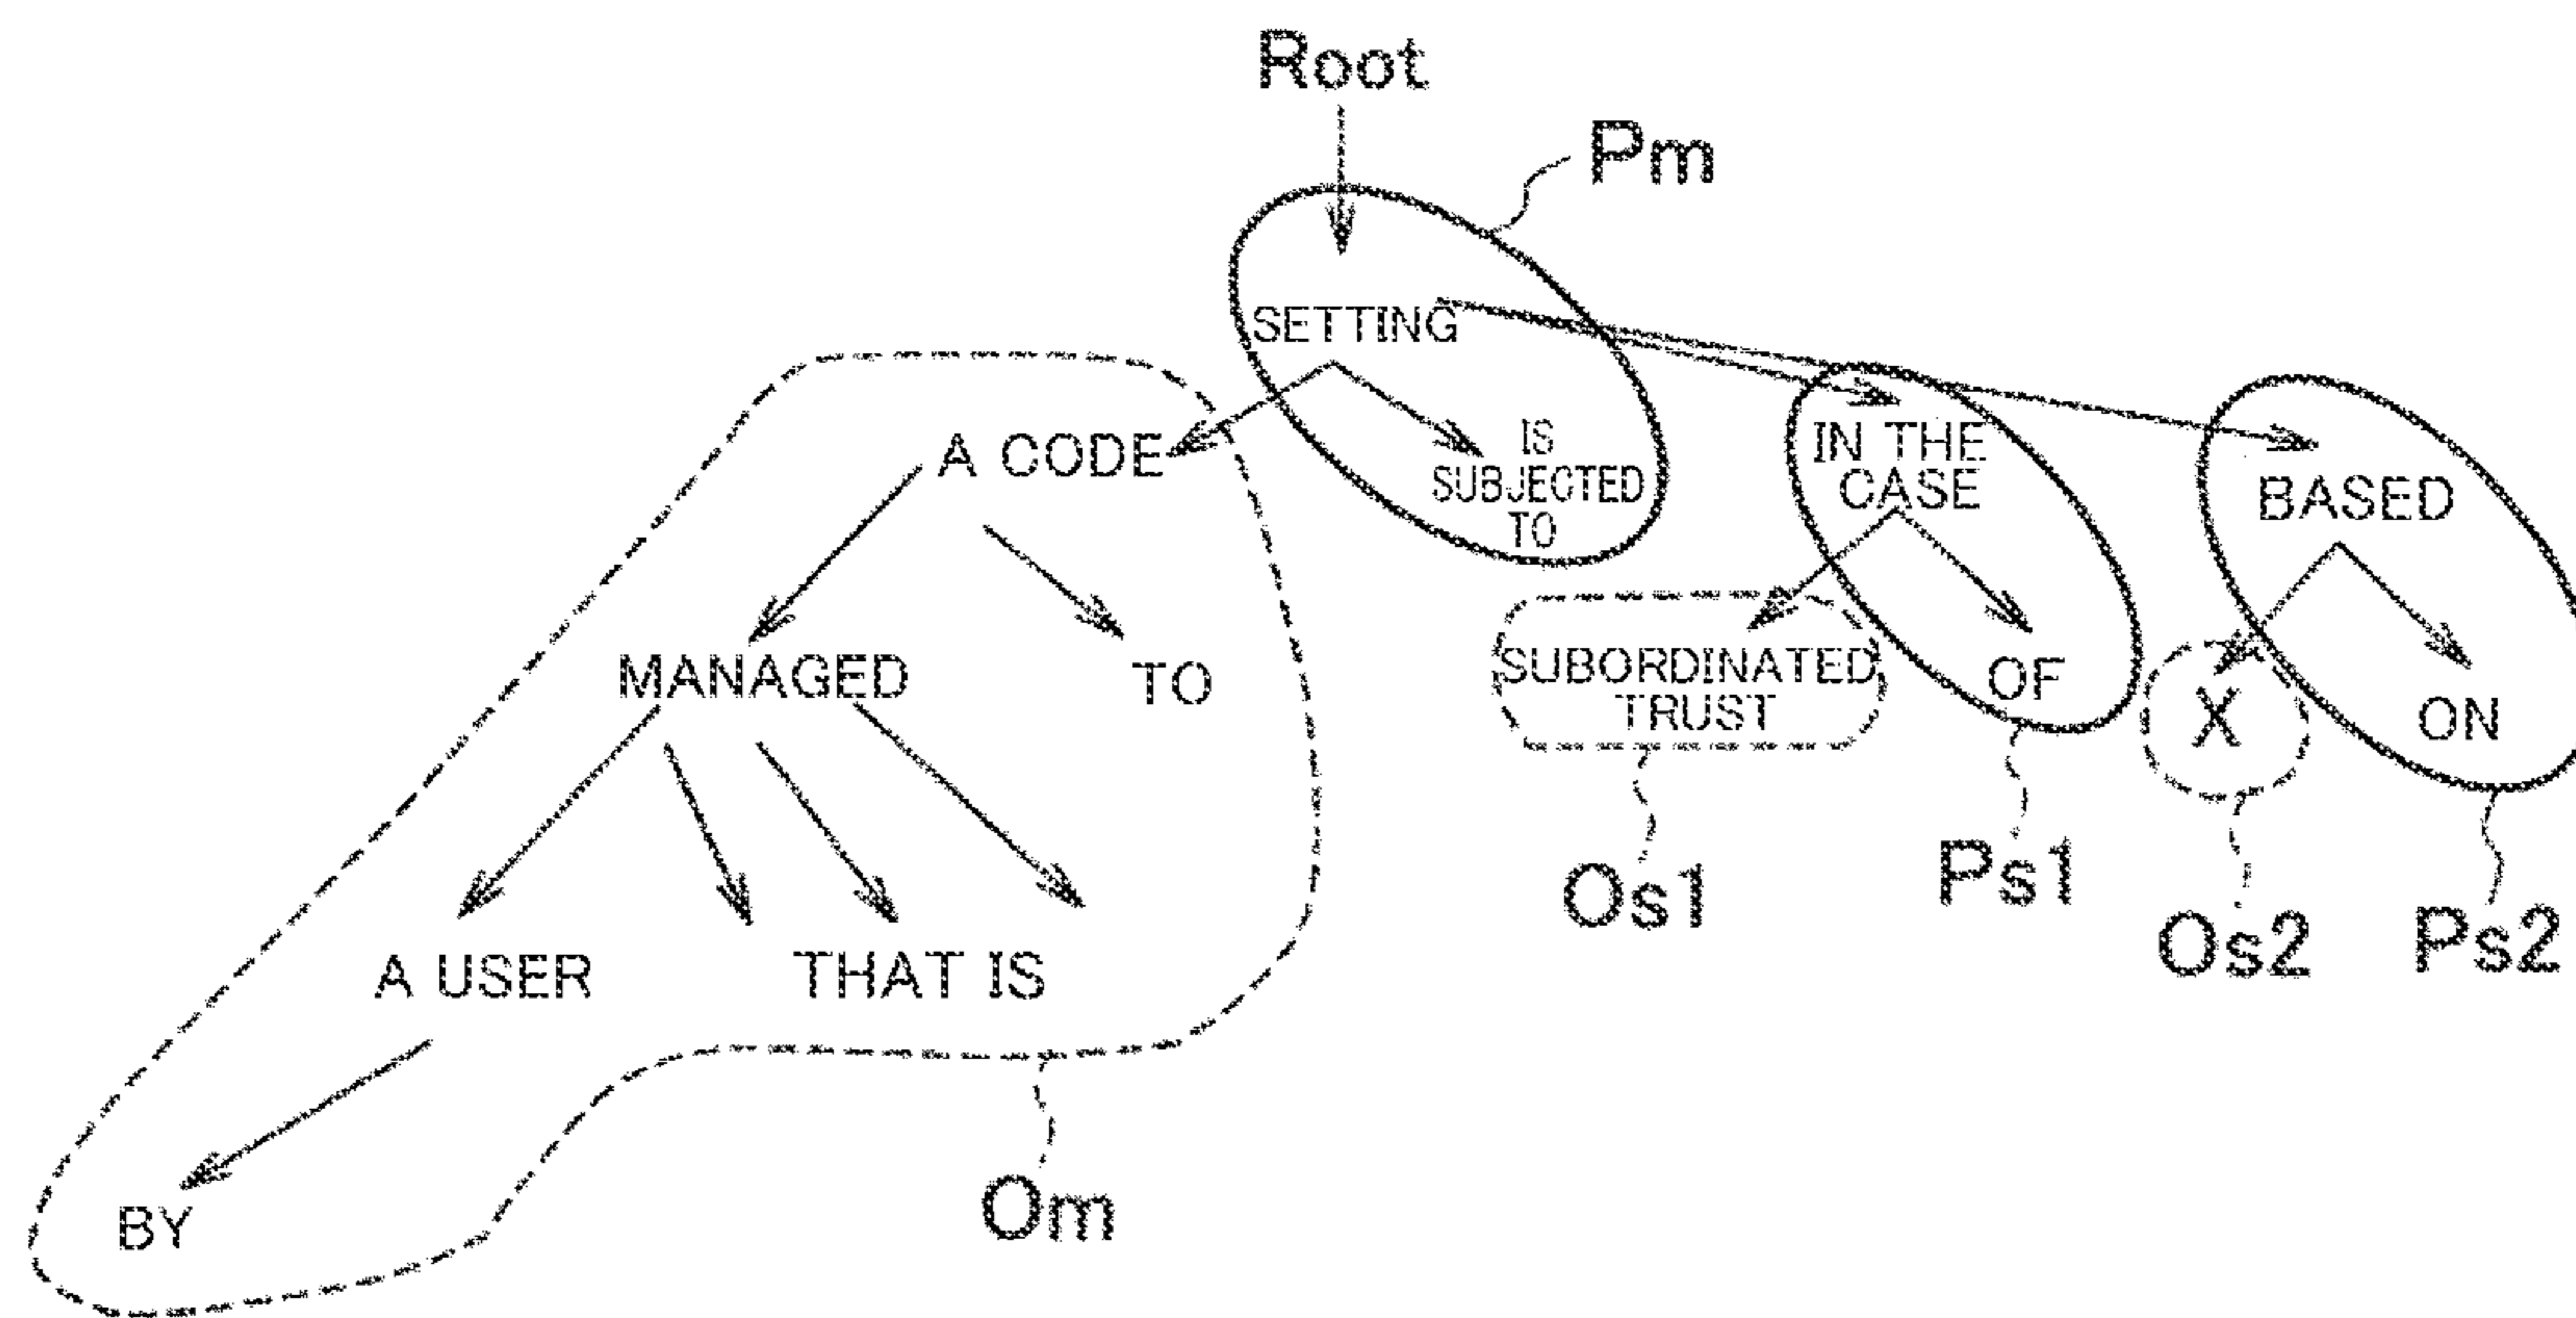 Root
Pm
SETTING
A CODE
IS
SUBJECTED
TO
IN THE
CASE
BASED
MANAGED
TO
SUBORDINATED
TRUST
OF
X
ON
Os1
Ps1
Os2
Ps2
A USER
THAT IS
BY
Om